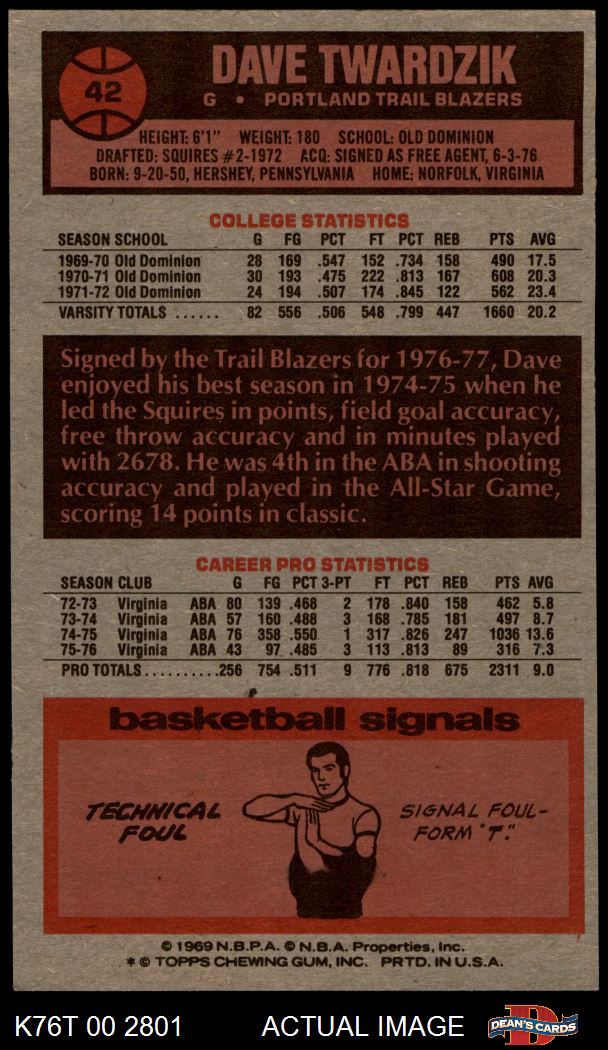 42
DAVE TWARDZIK
G • PORTLAND TRAIL BLAZERS
HEIGHT: 6'1" WEIGHT: 180 SCHOOL: OLD DOMINION
DRAFTED: SQUIRES #2-1972 ACQ: SIGNED AS FREE AGENT, 6-3-76
BORN: 9-20-50, HERSHEY, PENNSYLVANIA HOME: NORFOLK, VIRGINIA
COLLEGE STATISTICS
SEASON SCHOOL G FG PCT FT PCT REB PTS AVG
1969-70 Old Dominion 28 169 .547 152 .734 158 490 17.5
1970-71 Old Dominion 30 193 .475 222 .813 167 608 20.3
1971-72 Old Dominion 24 194 .507 174 .845 122 562 23.4
VARSITY TOTALS ...... 82 556 .506 548 .799 447 1660 20.2
Signed by the Trail Blazers for 1976-77, Dave
enjoyed his best season in 1974-75 when he
led the Squires in points, field goal accuracy,
free throw accuracy and in minutes played
with 2678. He was 4th in the ABA in shooting
accuracy and played in the All-Star Game,
scoring 14 points in classic.
CAREER PRO STATISTICS
SEASON CLUB G FG PCT 3-PT FT PCT REB PTS AVG
72-73 Virginia ABA 80 139 .468 2 178 .840 158 462 5.8
73-74 Virginia ABA 57 160 .488 3 168 .785 181 497 8.7
74-75 Virginia ABA 76 358 .550 1 317 .826 247 1036 13.6
75-76 Virginia ABA 43 97 .485 3 113 .813 89 316 7.3
PRO TOTALS..........256 754 .511 9 776 .818 675 2311 9.0
basketball signals
TECHNICAL FOUL
SIGNAL FOUL-
FORM "T."
© 1969 N.B.P.A. © N.B.A. Properties, Inc.
* © TOPPS CHEWING GUM, INC. PRTD. IN U.S.A.
K76T 00 2801 ACTUAL IMAGE
D
DEAN'S CARDS